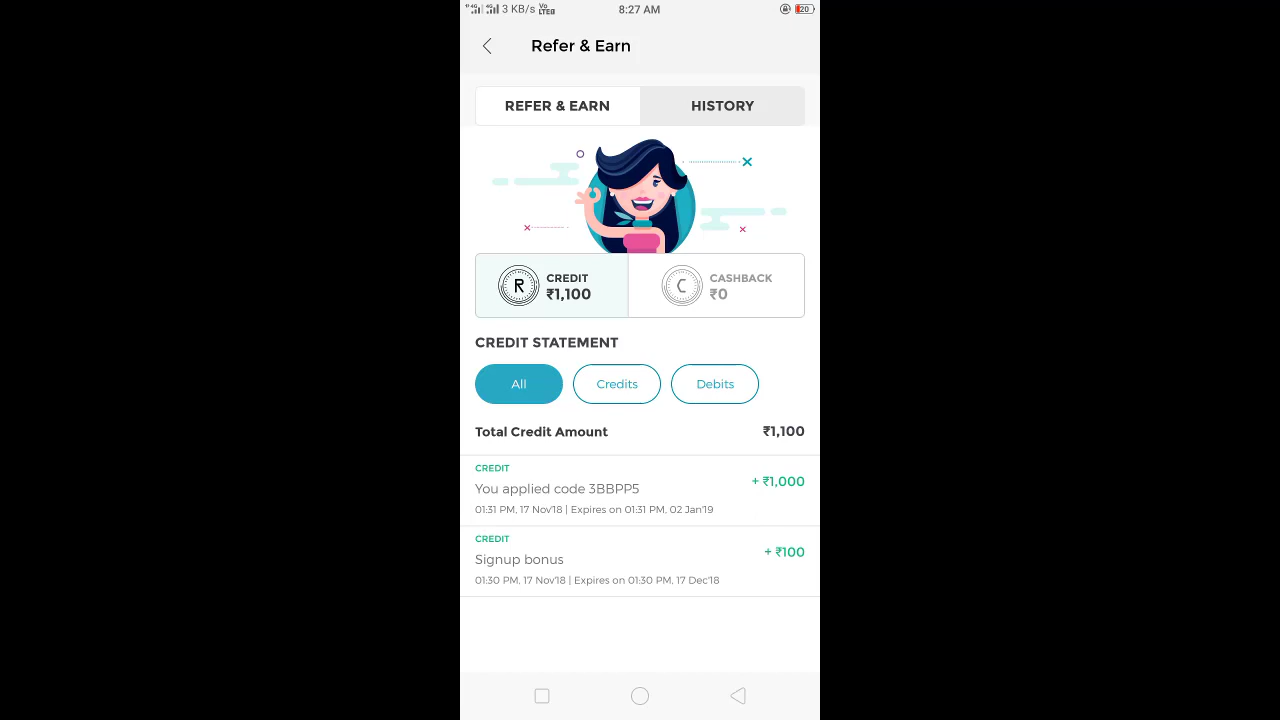 3 KB/s Vo LTE 8:27 AM 20
Refer & Earn
REFER & EARN HISTORY
R CREDIT C CASHBACK
₹1,100 ₹0
CREDIT STATEMENT
All Credits Debits
Total Credit Amount ₹1,100
CREDIT
You applied code 3BBPP5 + ₹1,000
01:31 PM, 17 Nov'18 | Expires on 01:31 PM, 02 Jan'19
CREDIT
Signup bonus + ₹100
01:30 PM, 17 Nov'18 | Expires on 01:30 PM, 17 Dec'18